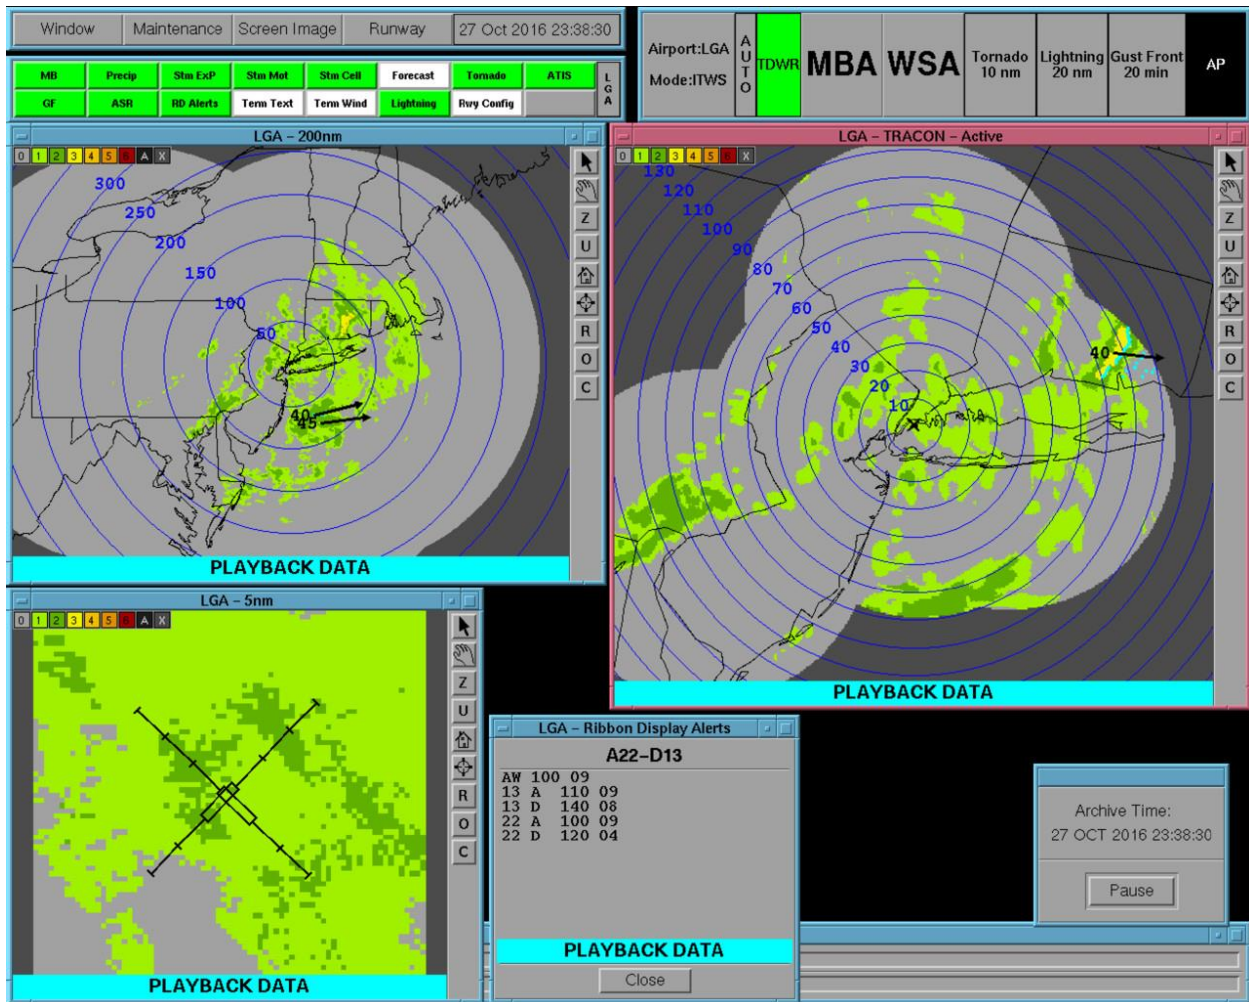 Window Maintenance Screen Image Runway 27 Oct 2016 23:38:30
MB Precip Stm ExP Stm Mot Stm Cell Forecast Tornado ATIS
GF ASR RD Alerts Term Text Term Wind Lightning Rwy Config
LGA
Airport:LGA
Mode:ITWS
AUTO
TDWR
MBA
WSA
Tornado
10 nm
Lightning
20 nm
Gust Front
20 min
AP
LGA – 200nm
0 1 2 3 4 5 6 A X
300
250
200
150
100
50
40
45
Z
U
R
O
C
PLAYBACK DATA
LGA – TRACON – Active
0 1 2 3 4 5 6 X
130
120
110
100
90
80
70
60
50
40
30
20
10
40
Z
U
R
O
C
PLAYBACK DATA
LGA – 5nm
0 1 2 3 4 5 6 A X
Z
U
R
O
C
PLAYBACK DATA
LGA – Ribbon Display Alerts
A22–D13
AW 100 09
13 A 110 09
13 D 140 08
22 A 100 09
22 D 120 04
PLAYBACK DATA
Close
Archive Time:
27 OCT 2016 23:38:30
Pause